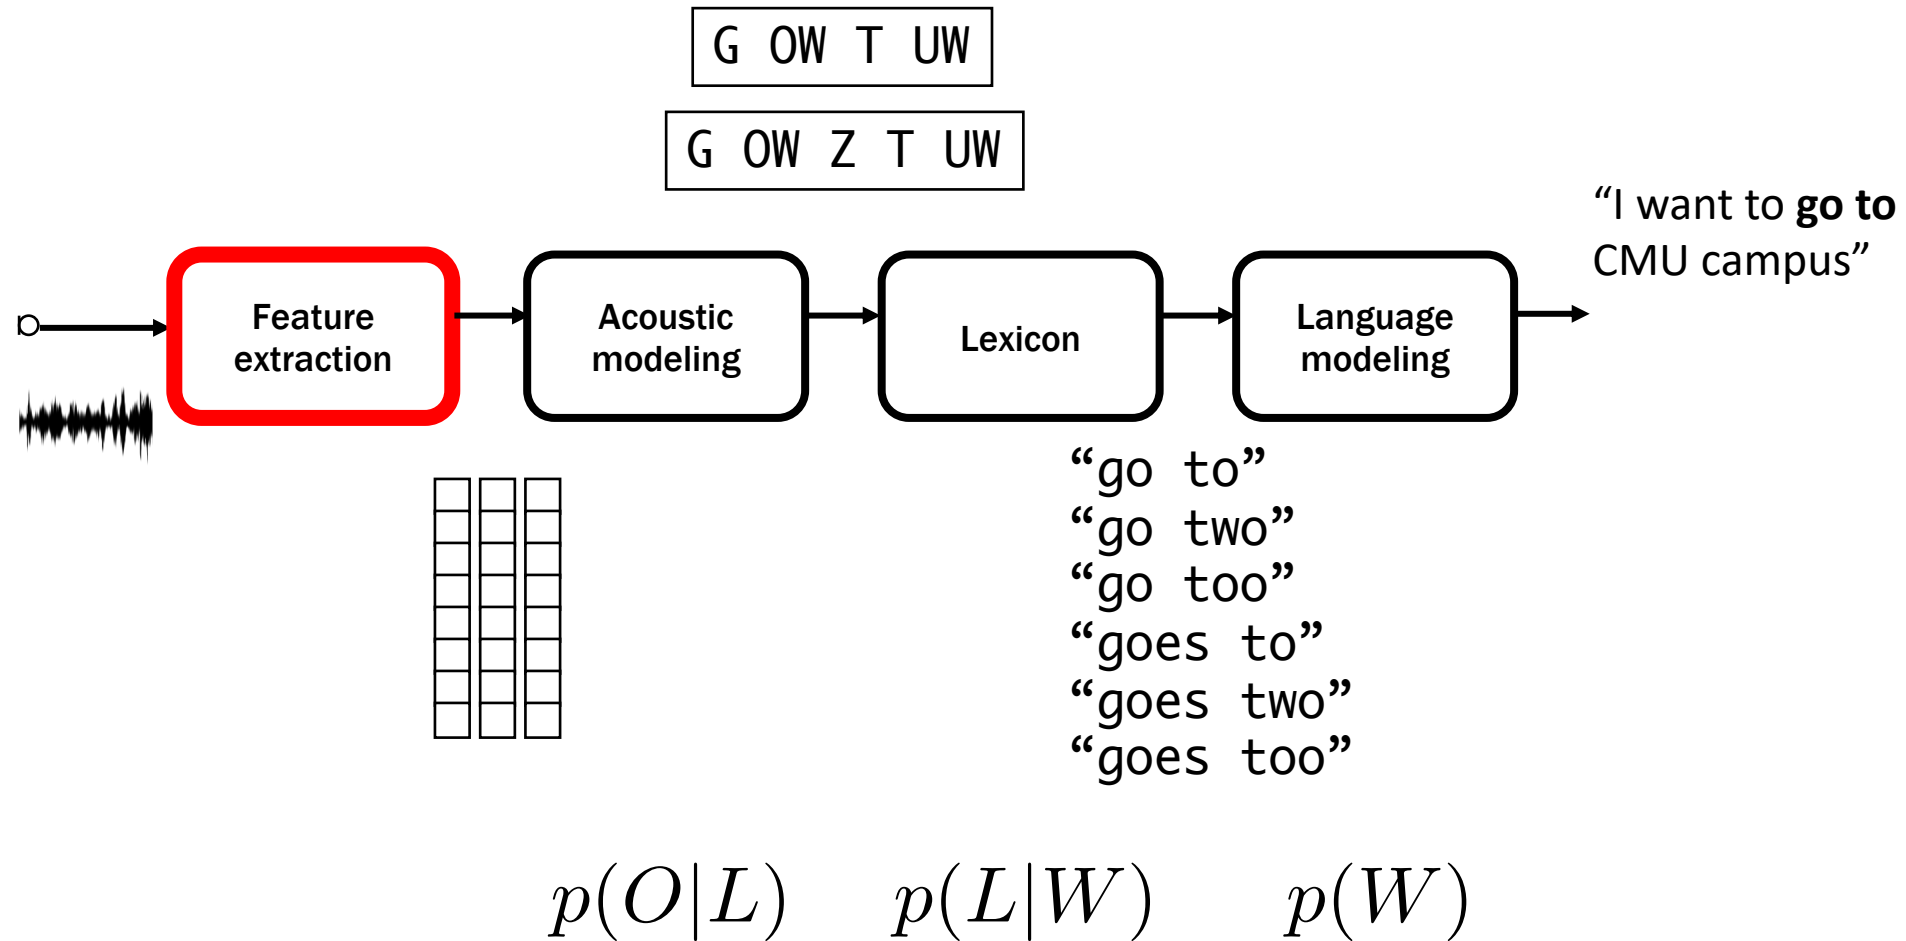 G OW T UW
G OW Z T UW
“I want to go to
CMU campus”
Feature
extraction
Acoustic
modeling
Lexicon
Language
modeling
“go to”
“go two”
“go too”
“goes to”
“goes two”
“goes too”
p(O|L)
p(L|W)
p(W)